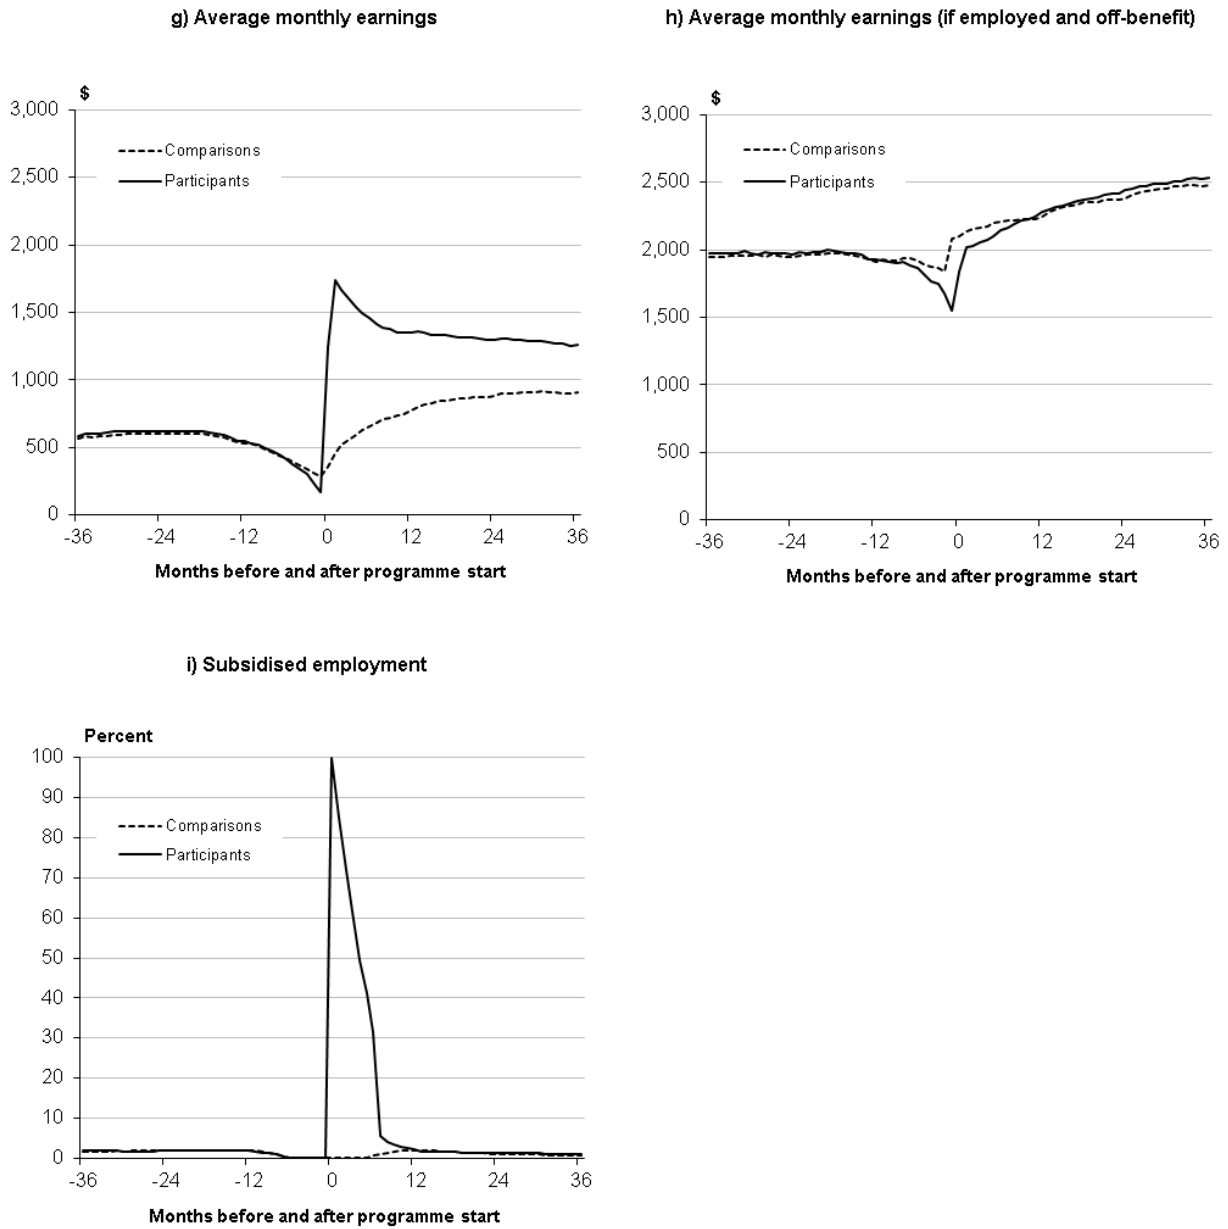 g) Average monthly earnings
$
3,000
2,500
2,000
1,500
1,000
500
0
Comparisons
Participants
-36 -24 -12 0 12 24 36
Months before and after programme start
h) Average monthly earnings (if employed and off-benefit)
$
3,000
2,500
2,000
1,500
1,000
500
0
Comparisons
Participants
-36 -24 -12 0 12 24 36
Months before and after programme start
i) Subsidised employment
Percent
100
90
80
70
60
50
40
30
20
10
0
Comparisons
Participants
-36 -24 -12 0 12 24 36
Months before and after programme start